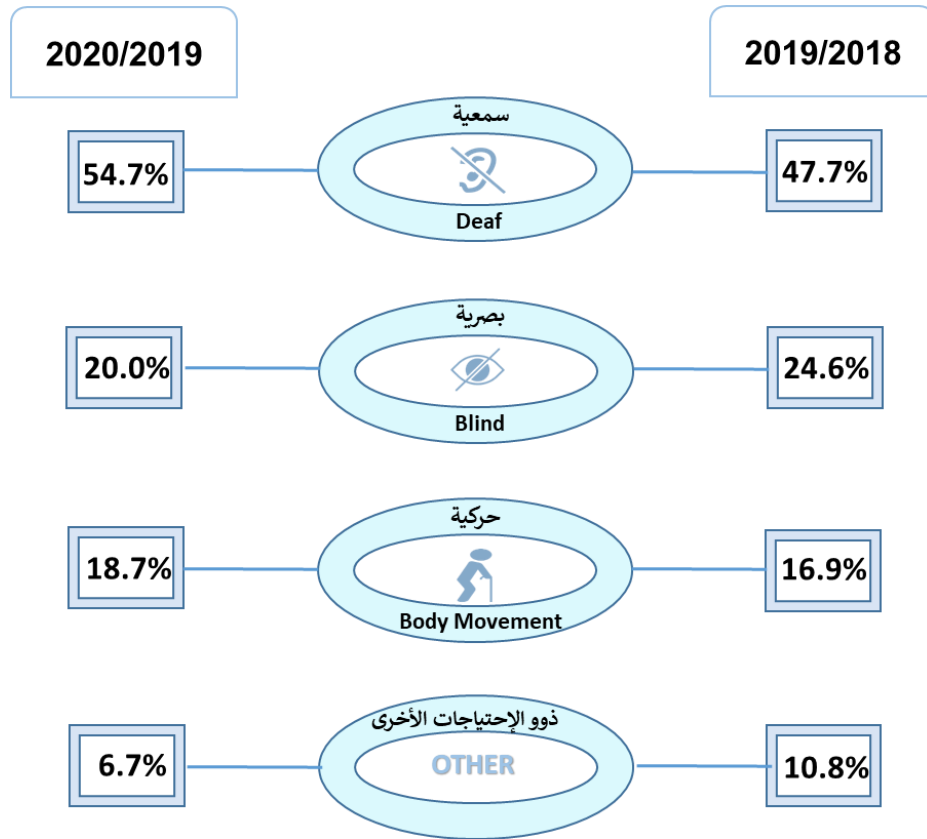 2020/2019
2019/2018
سمعية
54.7%
47.7%
Deaf
بصرية
20.0%
24.6%
Blind
حركية
18.7%
16.9%
Body Movement
ذوو الإحتياجات الأخرى
6.7%
OTHER
10.8%